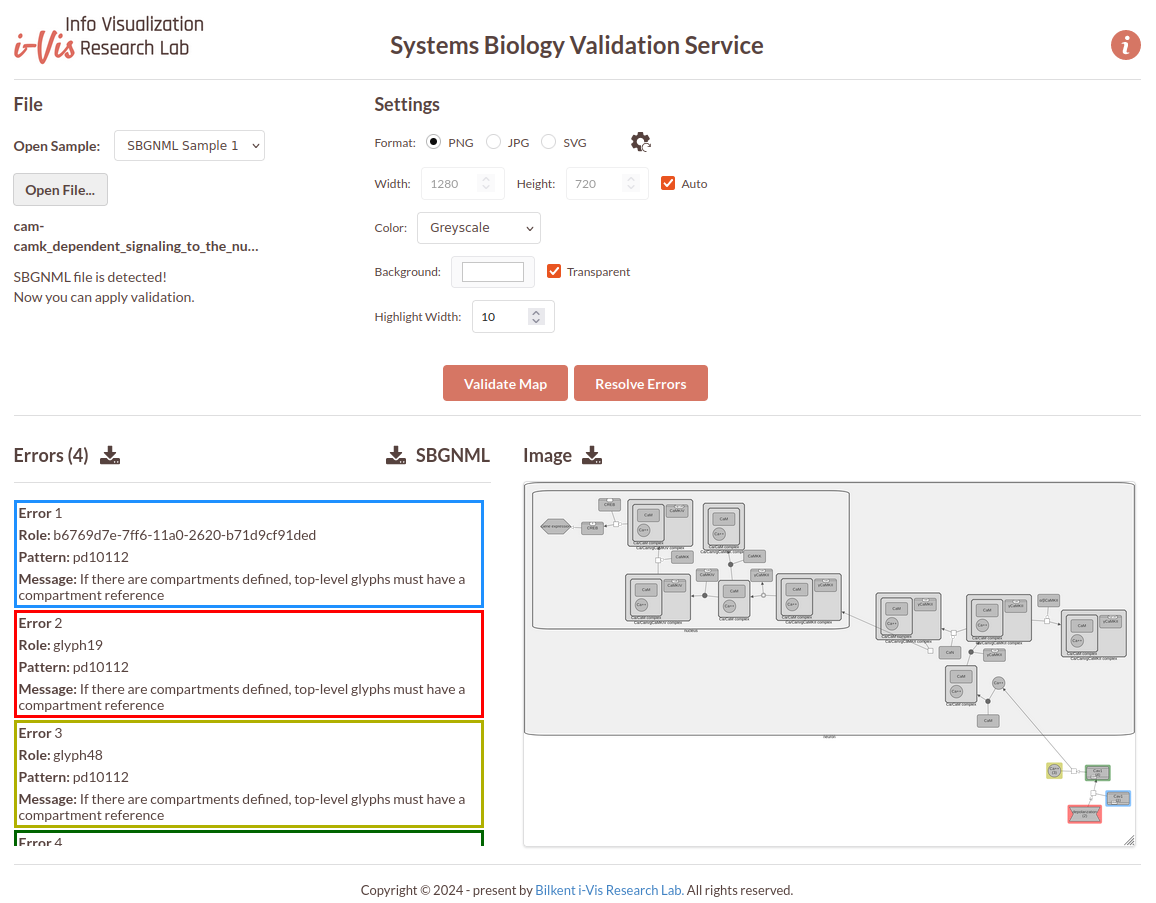 Info Visualization
i-Vis Research Lab
Systems Biology Validation Service
i
File
Settings
Open Sample: SBGNML Sample 1
Format: PNG JPG SVG
Open File...
Width: 1280 Height: 720 Auto
cam-
camk_dependent_signaling_to_the_nu...
Color: Greyscale
SBGNML file is detected!
Now you can apply validation.
Background: Transparent
Highlight Width: 10
Validate Map Resolve Errors
Errors (4) SBGNML
Image
Error 1
Role: b6769d7e-7ff6-11a0-2620-b71d9cf91ded
Pattern: pd10112
Message: If there are compartments defined, top-level glyphs must have a
compartment reference
Error 2
Role: glyph19
Pattern: pd10112
Message: If there are compartments defined, top-level glyphs must have a
compartment reference
Error 3
Role: glyph48
Pattern: pd10112
Message: If there are compartments defined, top-level glyphs must have a
compartment reference
Error 4
Copyright © 2024 - present by Bilkent i-Vis Research Lab. All rights reserved.